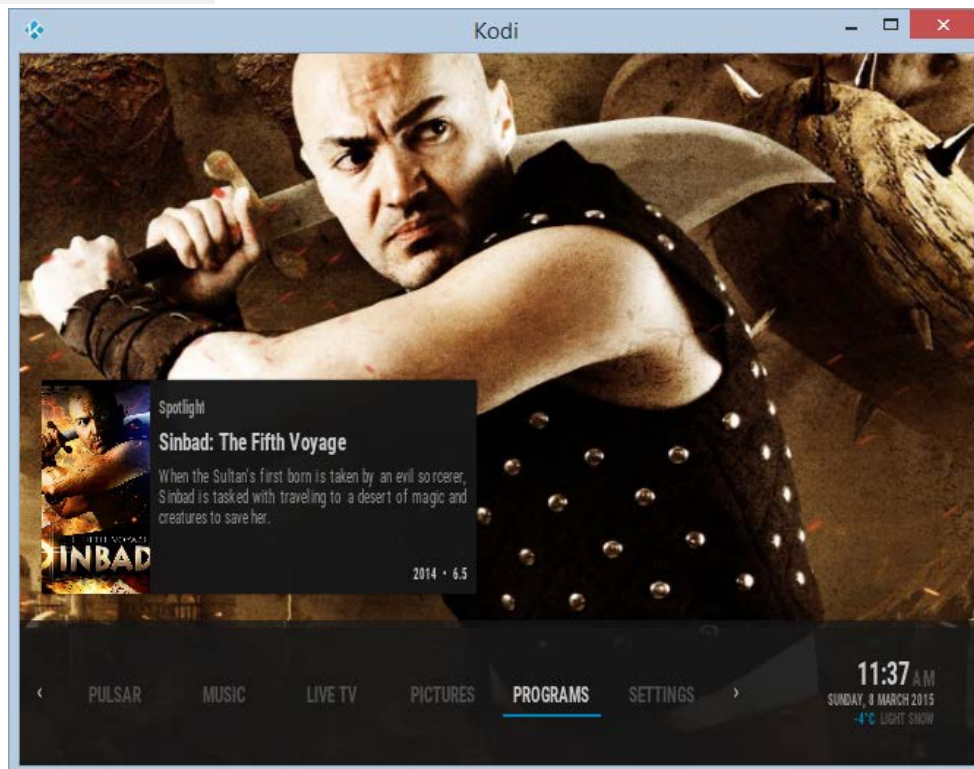 Kodi
Spotlight
Sinbad: The Fifth Voyage
When the Sultan's first born is taken by an evil sorcerer,
Sinbad is tasked with traveling to a desert of magic and
creatures to save her.
2014 • 6.5
FIFTH VOYAGE
SINBAD
‹ PULSAR MUSIC LIVE TV PICTURES PROGRAMS SETTINGS ›
11:37 AM
SUNDAY, 8 MARCH 2015
-4°C LIGHT SNOW